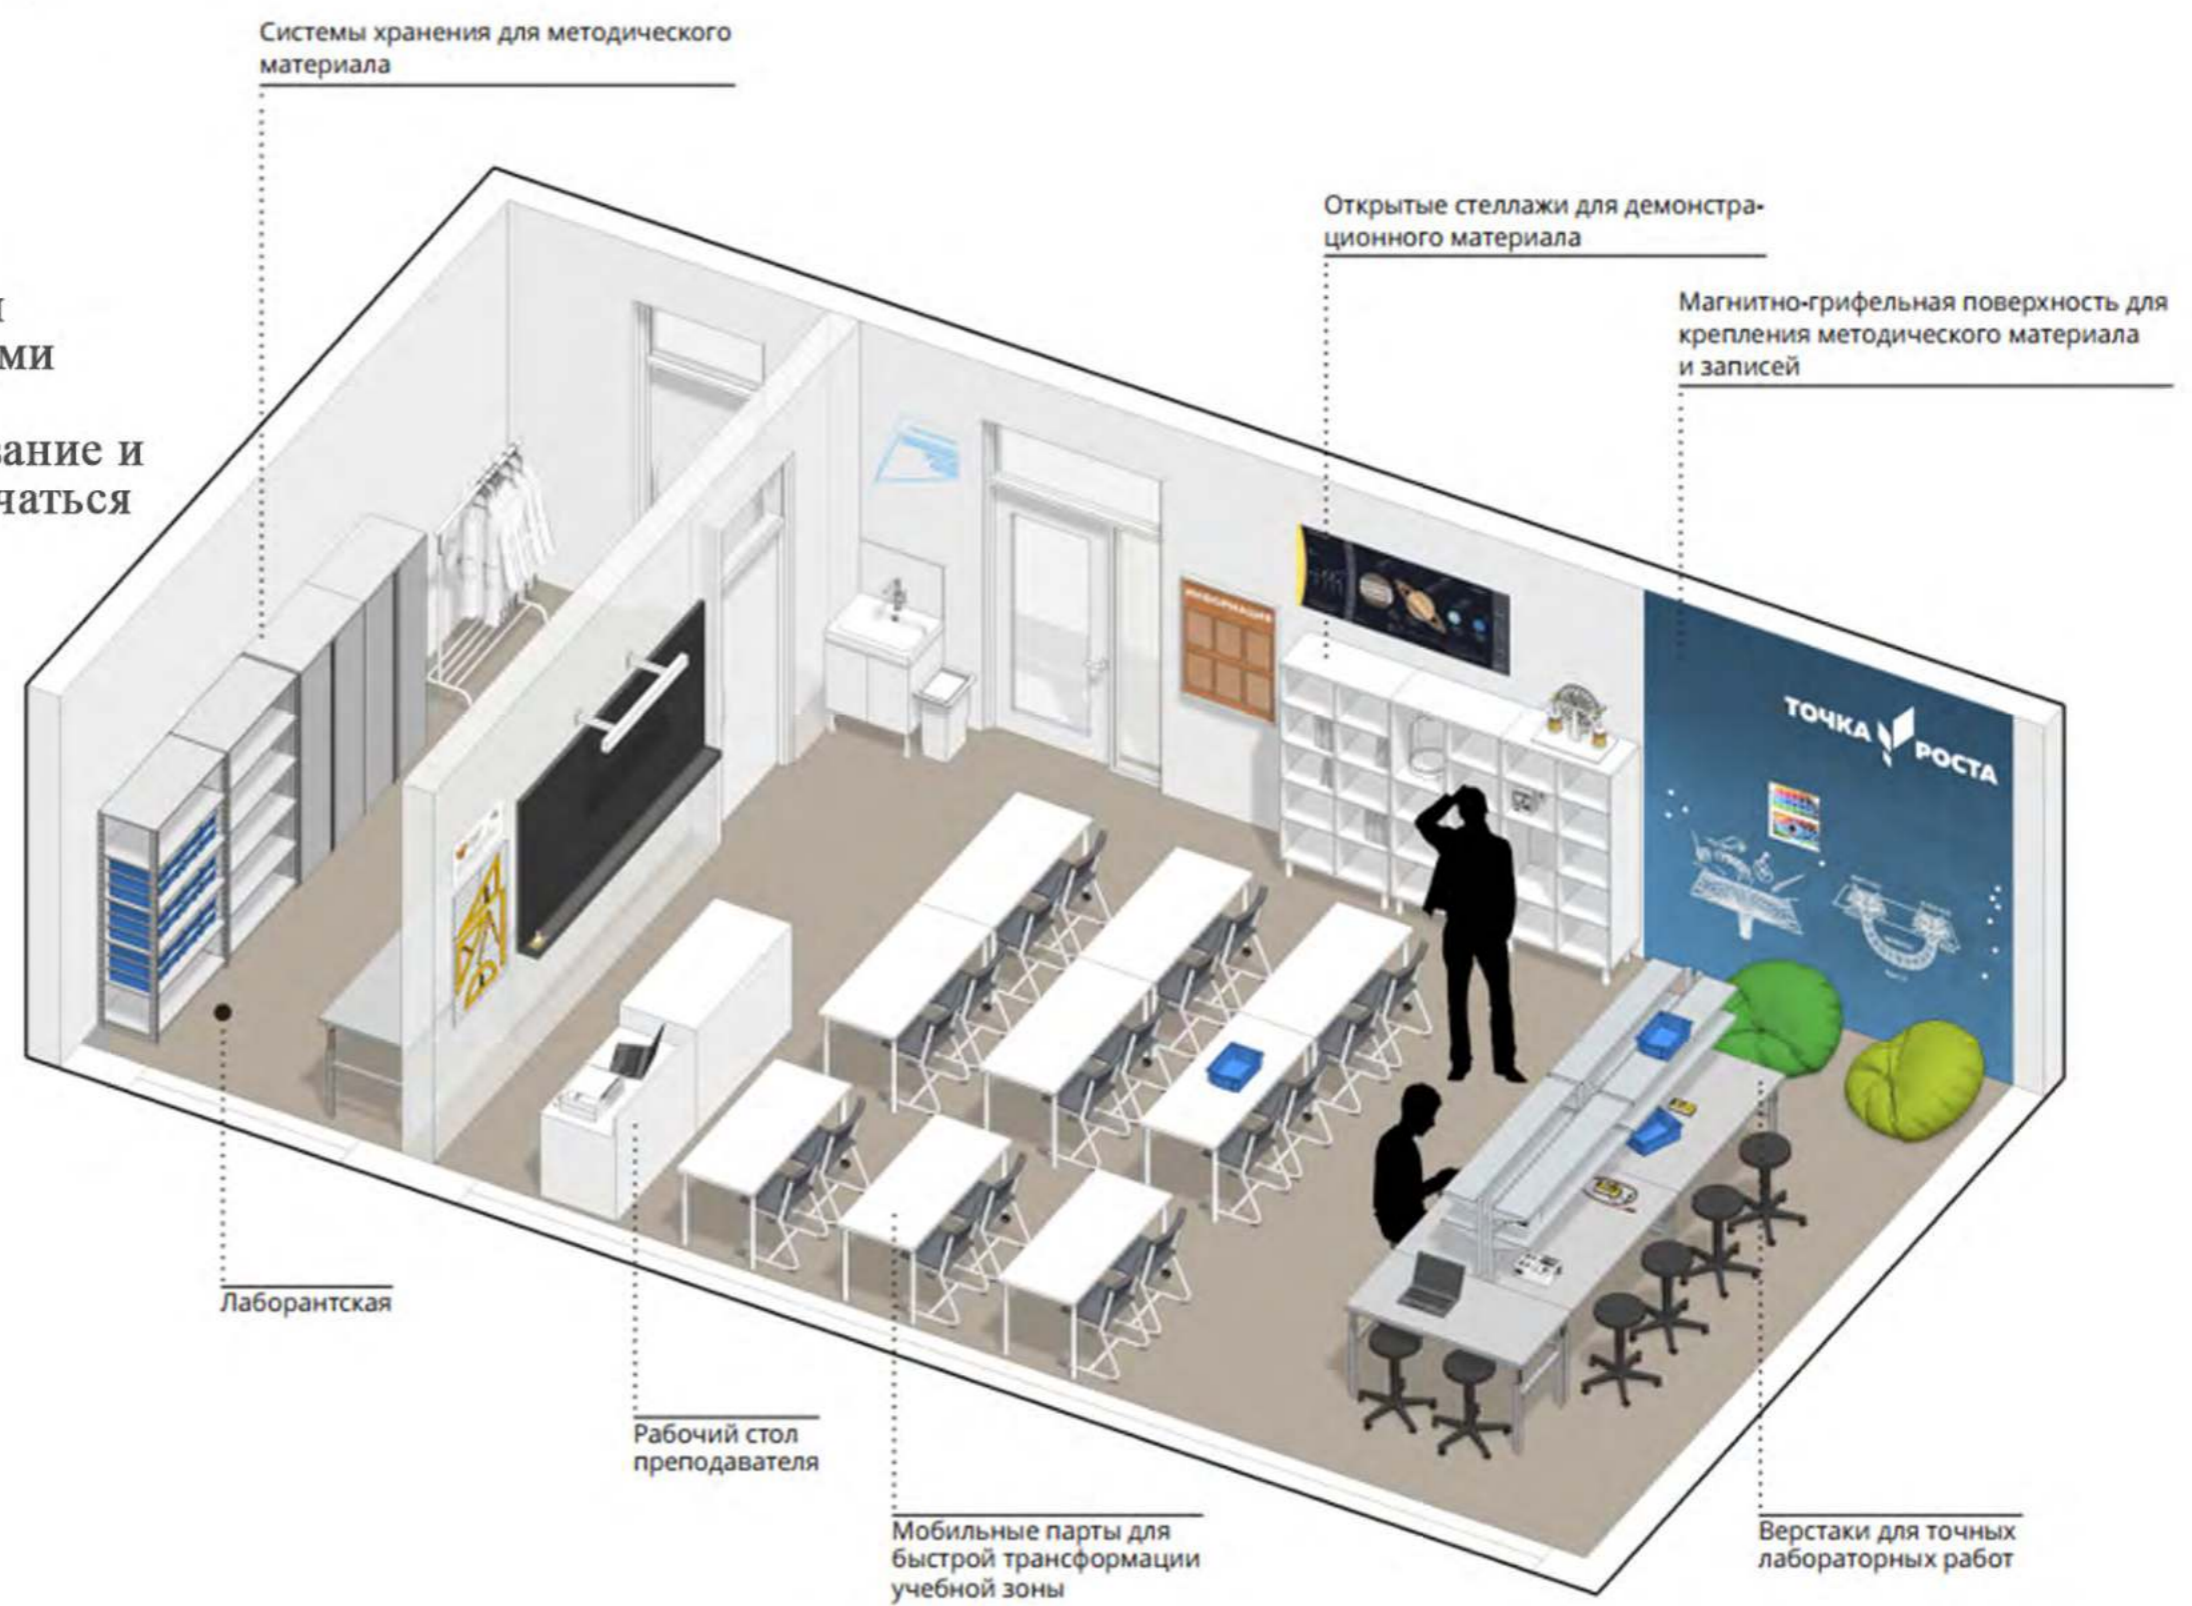 Системы хранения для методического
материала
Открытые стеллажи для демонстра-
ционного материала
Магнитно-грифельная поверхность для
крепления методического материала
и записей
и
ми
вание и
чаться
ИНФОРМАЦИЯ
ТОЧКА РОСТА
Лаборантская
Рабочий стол
преподавателя
Мобильные парты для
быстрой трансформации
учебной зоны
Верстаки для точных
лабораторных работ